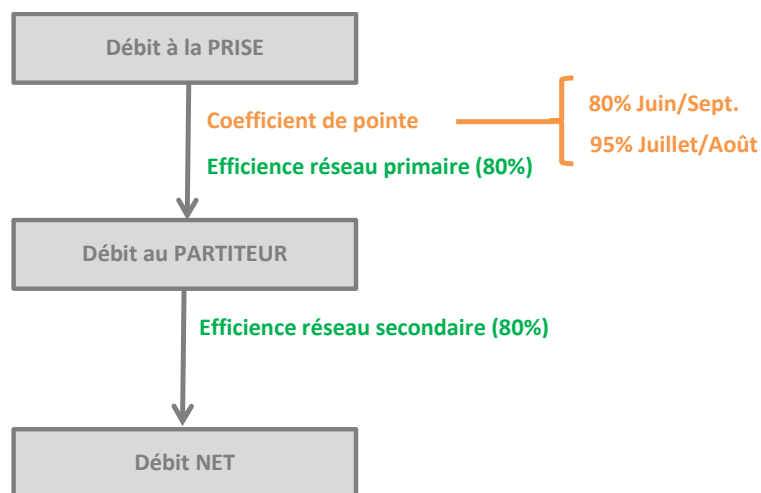 Débit à la PRISE
Coefficient de pointe
80% Juin/Sept.
95% Juillet/Août
Efficience réseau primaire (80%)
Débit au PARTITEUR
Efficience réseau secondaire (80%)
Débit NET